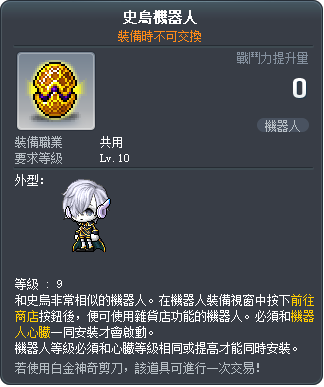 史烏機器人
裝備時不可交換
戰鬥力提升量
0
機器人
裝備職業 共用
要求等級 Lv.10
外型:
等級 : 9
和史烏非常相似的機器人。在機器人裝備視窗中按下前往
商店按鈕後，便可使用雜貨店功能的機器人。必須和機器
人心臟一同安裝才會啟動。
機器人等級必須和心臟等級相同或提高才能同時安裝。
若使用白金神奇剪刀，該道具可進行一次交易!